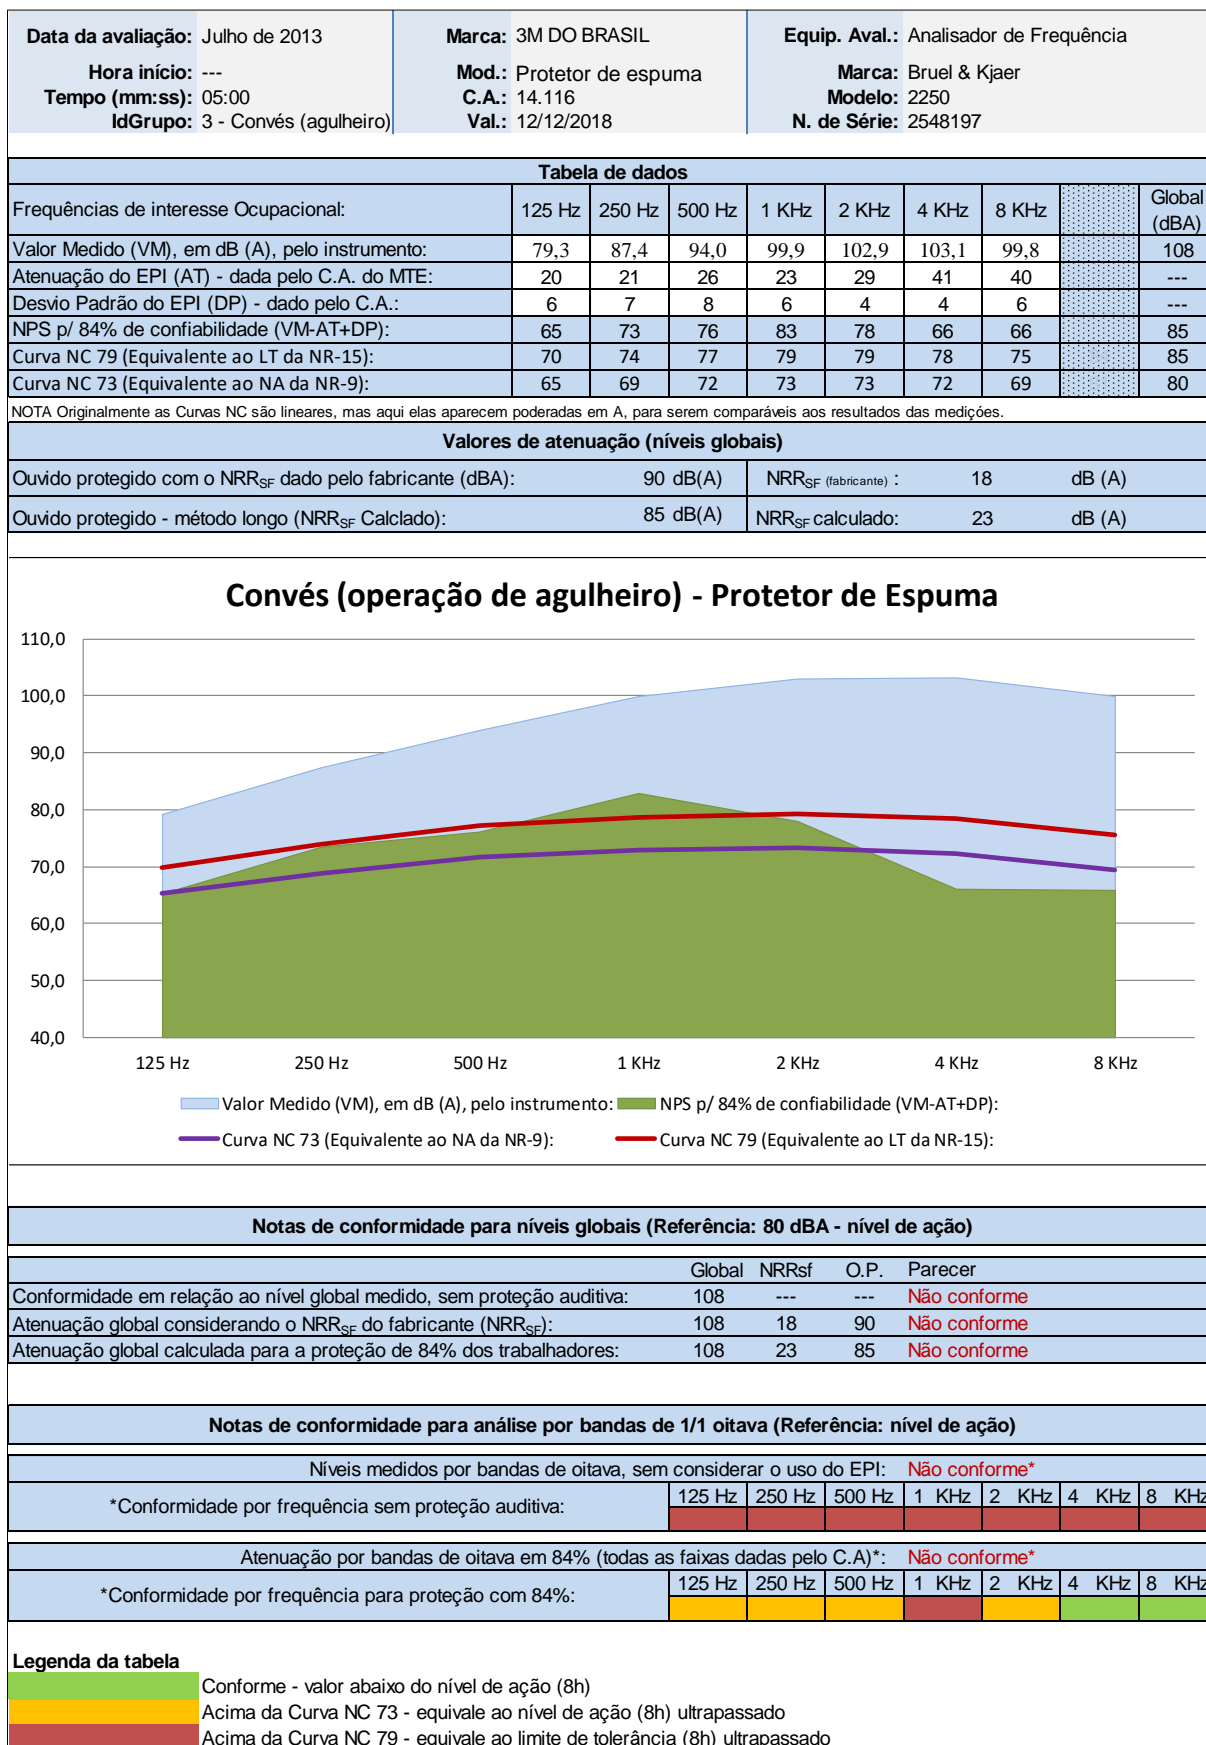 Data da avaliação: Julho de 2013 Marca: 3M DO BRASIL Equip. Aval.: Analisador de Frequência
Hora início: --- Mod.: Protetor de espuma Marca: Bruel & Kjaer
Tempo (mm:ss): 05:00 C.A.: 14.116 Modelo: 2250
IdGrupo: 3 - Convés (agulheiro) Val.: 12/12/2018 N. de Série: 2548197
Tabela de dados
Frequências de interesse Ocupacional: 125 Hz 250 Hz 500 Hz 1 KHz 2 KHz 4 KHz 8 KHz Global (dBA)
Valor Medido (VM), em dB (A), pelo instrumento: 79,3 87,4 94,0 99,9 102,9 103,1 99,8 108
Atenuação do EPI (AT) - dada pelo C.A. do MTE: 20 21 26 23 29 41 40 ---
Desvio Padrão do EPI (DP) - dado pelo C.A.: 6 7 8 6 4 4 6 ---
NPS p/ 84% de confiabilidade (VM-AT+DP): 65 73 76 83 78 66 66 85
Curva NC 79 (Equivalente ao LT da NR-15): 70 74 77 79 79 78 75 85
Curva NC 73 (Equivalente ao NA da NR-9): 65 69 72 73 73 72 69 80
NOTA Originalmente as Curvas NC são lineares, mas aqui elas aparecem poderadas em A, para serem comparáveis aos resultados das medições.
Valores de atenuação (níveis globais)
Ouvido protegido com o NRRSF dado pelo fabricante (dBA): 90 dB(A) NRRSF (fabricante) : 18 dB (A)
Ouvido protegido - método longo (NRRSF Calclado): 85 dB(A) NRRSF calculado: 23 dB (A)
Convés (operação de agulheiro) - Protetor de Espuma
110,0
100,0
90,0
80,0
70,0
60,0
50,0
40,0
125 Hz 250 Hz 500 Hz 1 KHz 2 KHz 4 KHz 8 KHz
Valor Medido (VM), em dB (A), pelo instrumento: NPS p/ 84% de confiabilidade (VM-AT+DP):
Curva NC 73 (Equivalente ao NA da NR-9): Curva NC 79 (Equivalente ao LT da NR-15):
Notas de conformidade para níveis globais (Referência: 80 dBA - nível de ação)
Global NRRsf O.P. Parecer
Conformidade em relação ao nível global medido, sem proteção auditiva: 108 --- --- Não conforme
Atenuação global considerando o NRRSF do fabricante (NRRSF): 108 18 90 Não conforme
Atenuação global calculada para a proteção de 84% dos trabalhadores: 108 23 85 Não conforme
Notas de conformidade para análise por bandas de 1/1 oitava (Referência: nível de ação)
Níveis medidos por bandas de oitava, sem considerar o uso do EPI: Não conforme*
*Conformidade por frequência sem proteção auditiva: 125 Hz 250 Hz 500 Hz 1 KHz 2 KHz 4 KHz 8 KHz
Atenuação por bandas de oitava em 84% (todas as faixas dadas pelo C.A)*: Não conforme*
*Conformidade por frequência para proteção com 84%: 125 Hz 250 Hz 500 Hz 1 KHz 2 KHz 4 KHz 8 KHz
Legenda da tabela
Conforme - valor abaixo do nível de ação (8h)
Acima da Curva NC 73 - equivale ao nível de ação (8h) ultrapassado
Acima da Curva NC 79 - equivale ao limite de tolerância (8h) ultrapassado